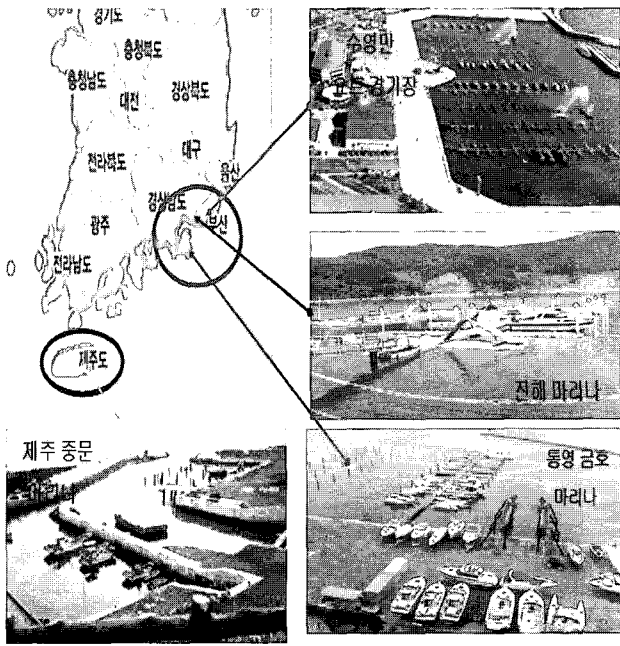 경기도
충청북도
충청남도
대전
경상북도
전라북도
대구
울산
경상남도
부산
광주
전라남도
제주도
수영만
요트 경기장
진해 마리나
제주 중문
마리나
통영 금호
마리나